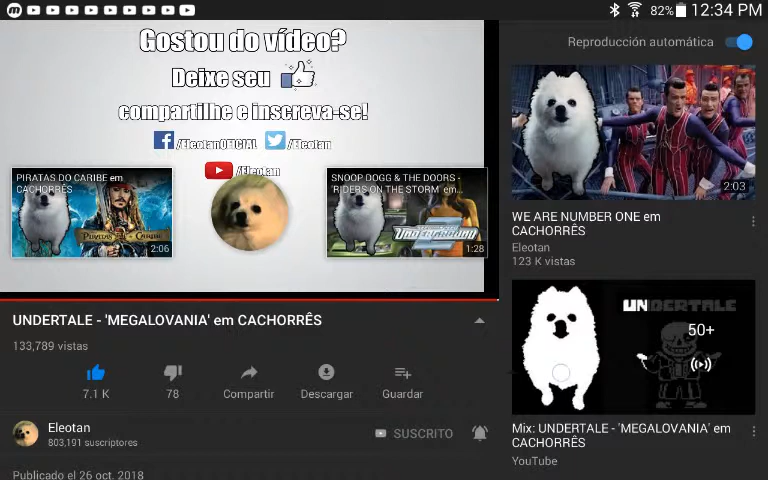 82% 12:34 PM
Gostou do vídeo?
Deixe seu
compartilhe e inscreva-se!
/EleotanOFICIAL /Eleotan
/Eleotan
PIRATAS DO CARIBE em
CACHORRÊS
2:06
SNOOP DOGG & THE DOORS -
'RIDERS ON THE STORM' em...
1:28
UNDERTALE - 'MEGALOVANIA' em CACHORRÊS
133,789 vistas
7.1 K
78
Compartir
Descargar
Guardar
Eleotan
803,191 suscriptores
SUSCRITO
Publicado el 26 oct. 2018
Reproducción automática
2:03
WE ARE NUMBER ONE em
CACHORRÊS
Eleotan
123 K vistas
UNDERTALE
50+
Mix: UNDERTALE - 'MEGALOVANIA' em
CACHORRÊS
YouTube